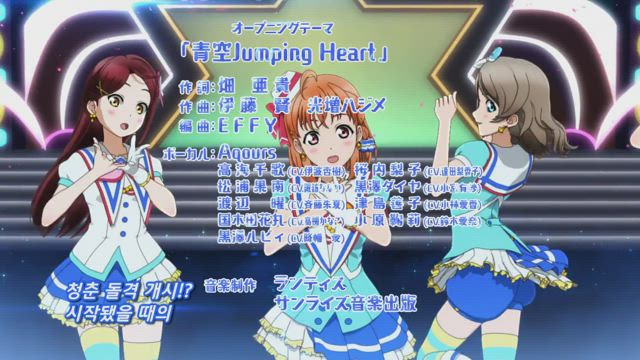 オープニングテーマ
「青空Jumping Heart」
作詞:畑 亜貴
作曲:伊藤 賢 光増ハジメ
編曲:EFFY
ボーカル:Aqours
高海千歌(CV.伊波杏樹) 桜内梨子(CV.逢田梨香子)
松浦果南(CV.諏訪ななか) 黒澤ダイヤ(CV.小宮有紗)
渡辺 曜(CV.斉藤朱夏) 津島善子(CV.小林愛香)
国木田花丸(CV.高槻かなこ) 小原鞠莉(CV.鈴木愛奈)
黒澤ルビィ(CV.降幡 愛)
音楽制作 ランティス
サンライズ音楽出版
청춘 돌격 개시!?
시작됐을 때의